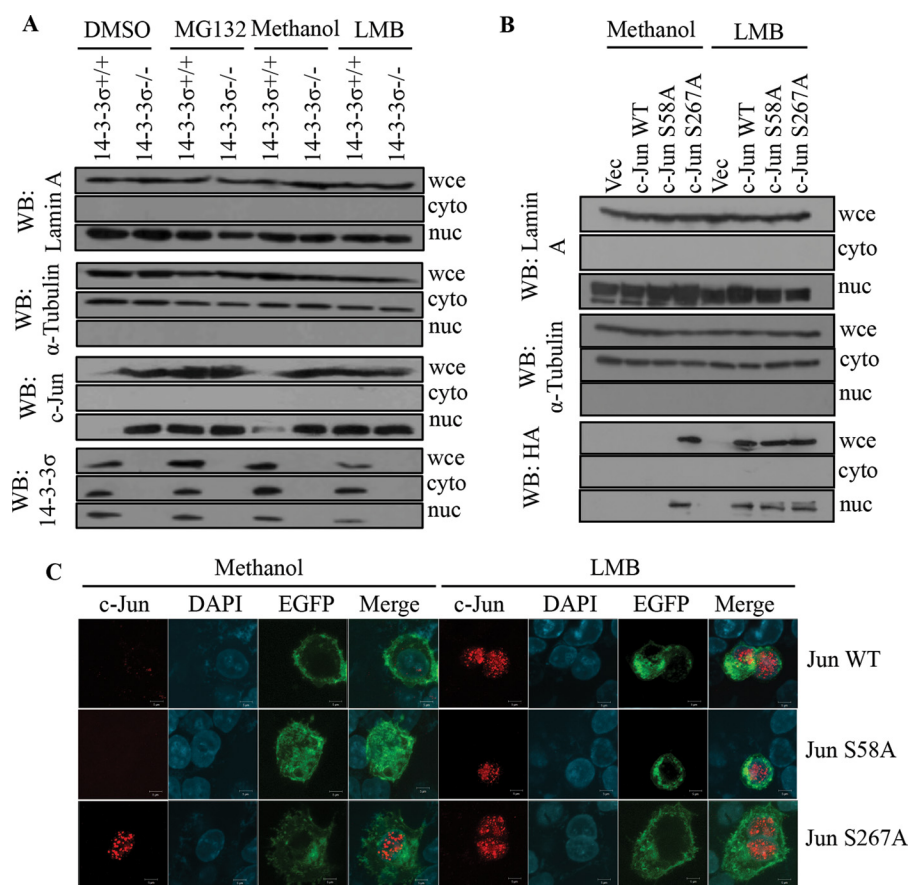 A
DMSO MG132 Methanol LMB
14-3-3σ+/+ 14-3-3σ-/- 14-3-3σ+/+ 14-3-3σ-/- 14-3-3σ+/+ 14-3-3σ-/- 14-3-3σ+/+ 14-3-3σ-/-
WB: Lamin A
wce
cyto
nuc
WB: α-Tubulin
wce
cyto
nuc
WB: c-Jun
wce
cyto
nuc
WB: 14-3-3σ
wce
cyto
nuc
B
Methanol LMB
Vec c-Jun WT c-Jun S58A c-Jun S267A Vec c-Jun WT c-Jun S58A c-Jun S267A
WB: Lamin A
wce
cyto
nuc
WB: α-Tubulin
wce
cyto
nuc
WB: HA
wce
cyto
nuc
C
Methanol LMB
c-Jun DAPI EGFP Merge c-Jun DAPI EGFP Merge
Jun WT
Jun S58A
Jun S267A